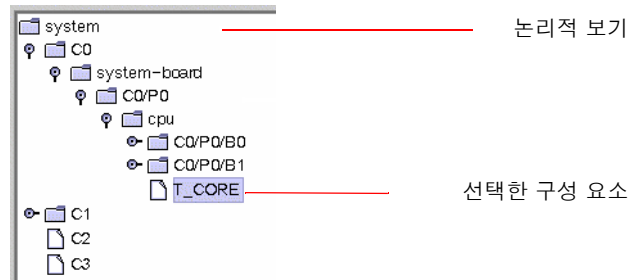 system
논리적 보기
C0
system-board
C0/P0
cpu
C0/P0/B0
C0/P0/B1
T_CORE
선택한 구성 요소
C1
C2
C3